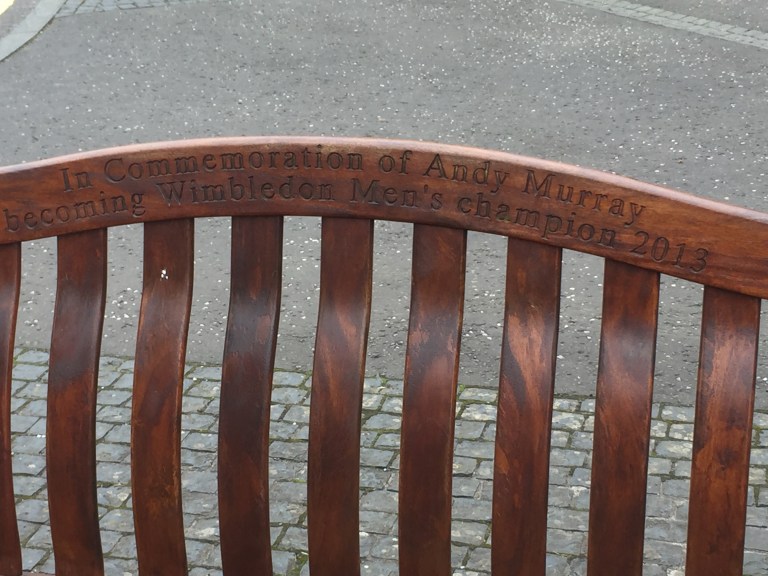 In Commemoration of Andy Murray
becoming Wimbledon Men's champion 2013